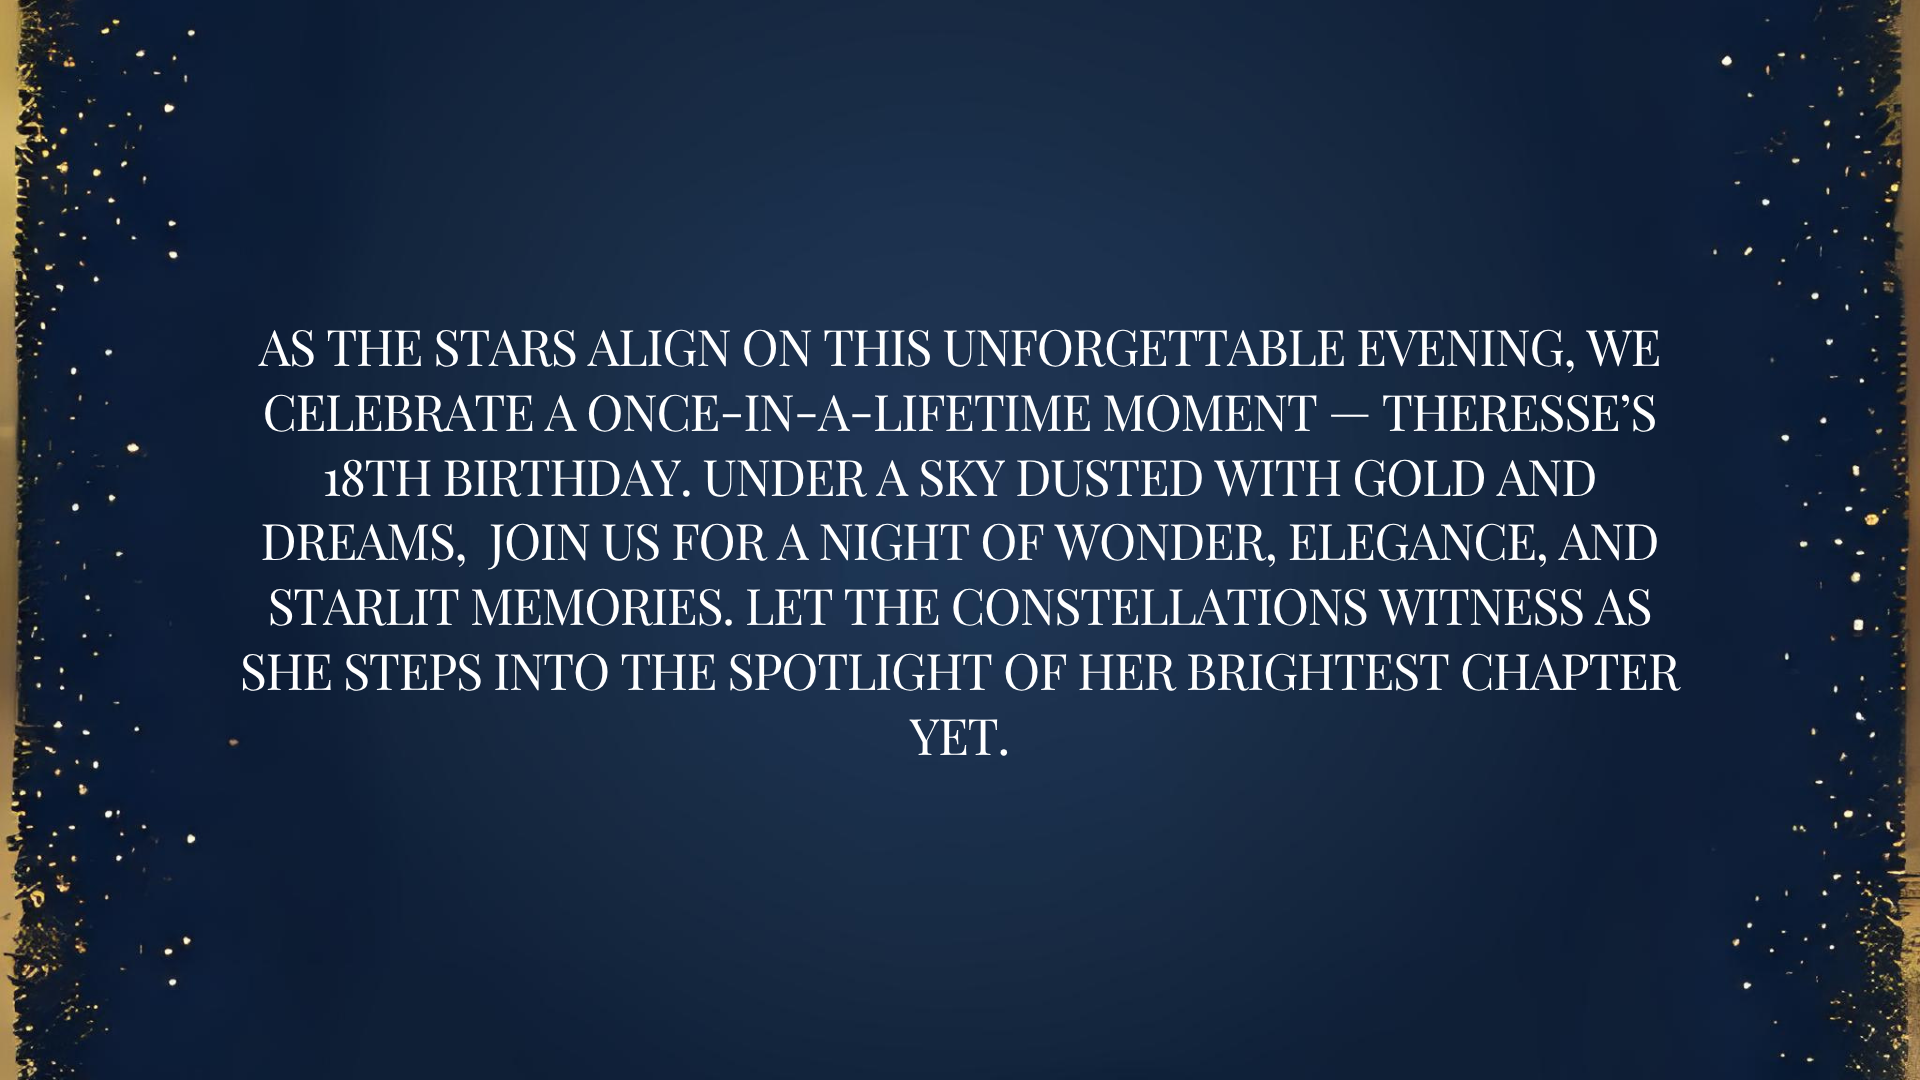 AS THE STARS ALIGN ON THIS UNFORGETTABLE EVENING, WE
CELEBRATE A ONCE-IN-A-LIFETIME MOMENT — THERESSE’S
18TH BIRTHDAY. UNDER A SKY DUSTED WITH GOLD AND
DREAMS,  JOIN US FOR A NIGHT OF WONDER, ELEGANCE, AND
STARLIT MEMORIES. LET THE CONSTELLATIONS WITNESS AS
SHE STEPS INTO THE SPOTLIGHT OF HER BRIGHTEST CHAPTER
YET.